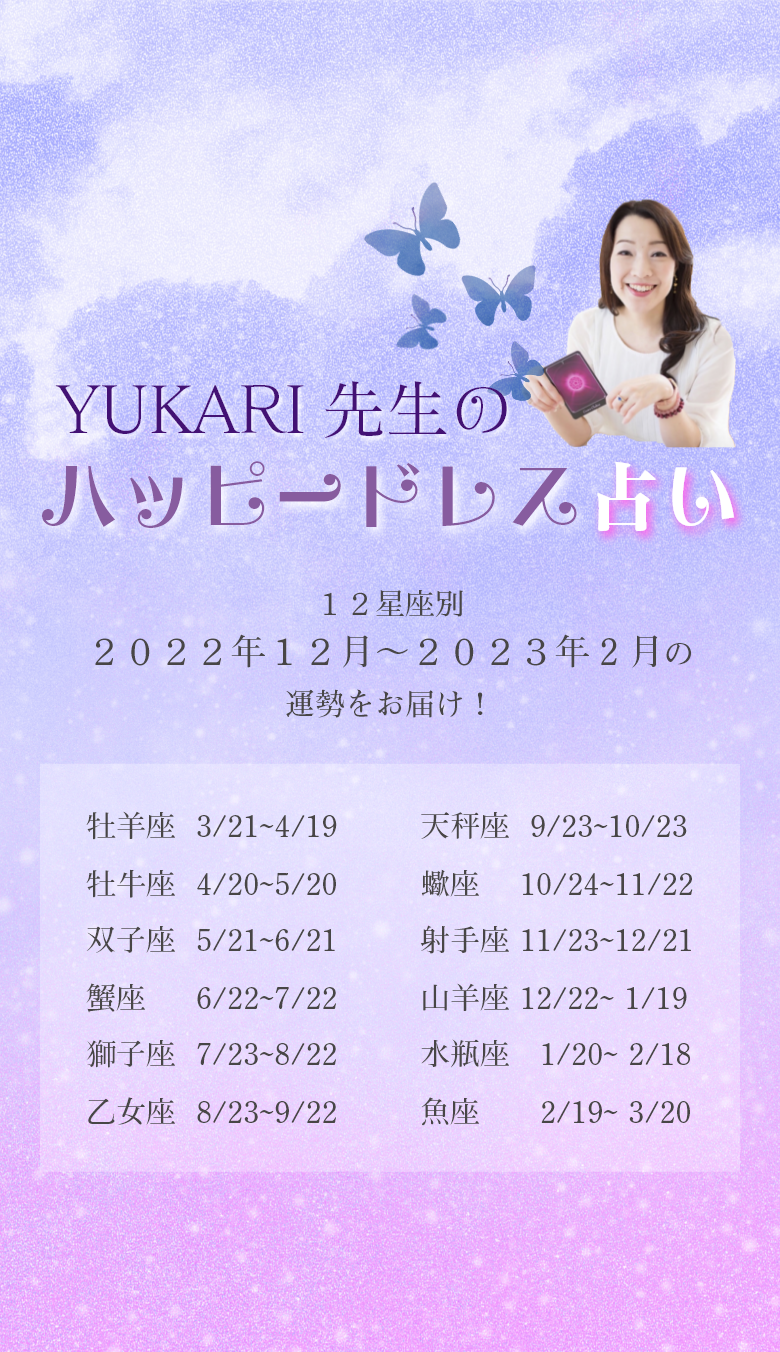 YUKARI 先生の
ハッピードレス占い
１２星座別
２０２２年１２月～２０２３年２月の
運勢をお届け！
牡羊座 3/21~4/19
牡牛座 4/20~5/20
双子座 5/21~6/21
蟹座 6/22~7/22
獅子座 7/23~8/22
乙女座 8/23~9/22
天秤座 9/23~10/23
蠍座 10/24~11/22
射手座 11/23~12/21
山羊座 12/22~ 1/19
水瓶座 1/20~ 2/18
魚座 2/19~ 3/20